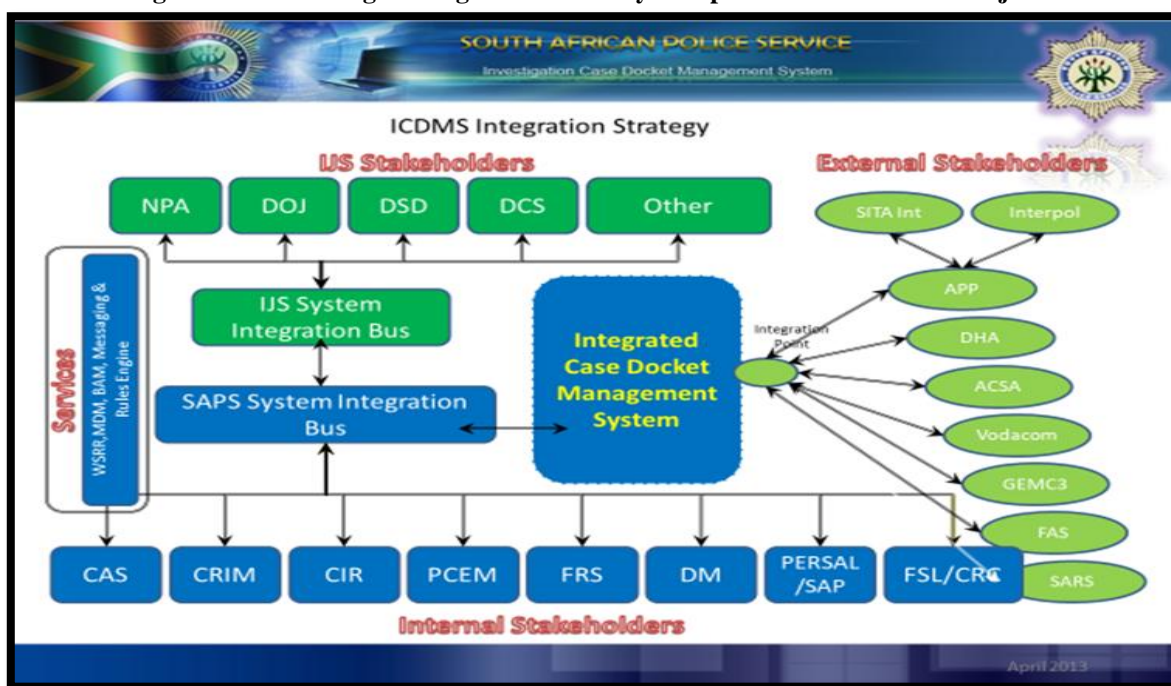 SOUTH AFRICAN POLICE SERVICE
Investigation Case Docket Management System
ICDMS Integration Strategy
IJS Stakeholders
External Stakeholders
NPA
DOJ
DSD
DCS
Other
SITA Int
Interpol
APP
Services
WSRR,MDM, BAM, Messaging &
Rules Engine
IJS System
Integration Bus
Integrated
Case Docket
Management
System
Integration
Point
DHA
ACSA
SAPS System Integration
Bus
Vodacom
GEMC3
FAS
SARS
CAS
CRIM
CIR
PCEM
FRS
DM
PERSAL
/SAP
FSL/CRC
Internal Stakeholders
April 2013